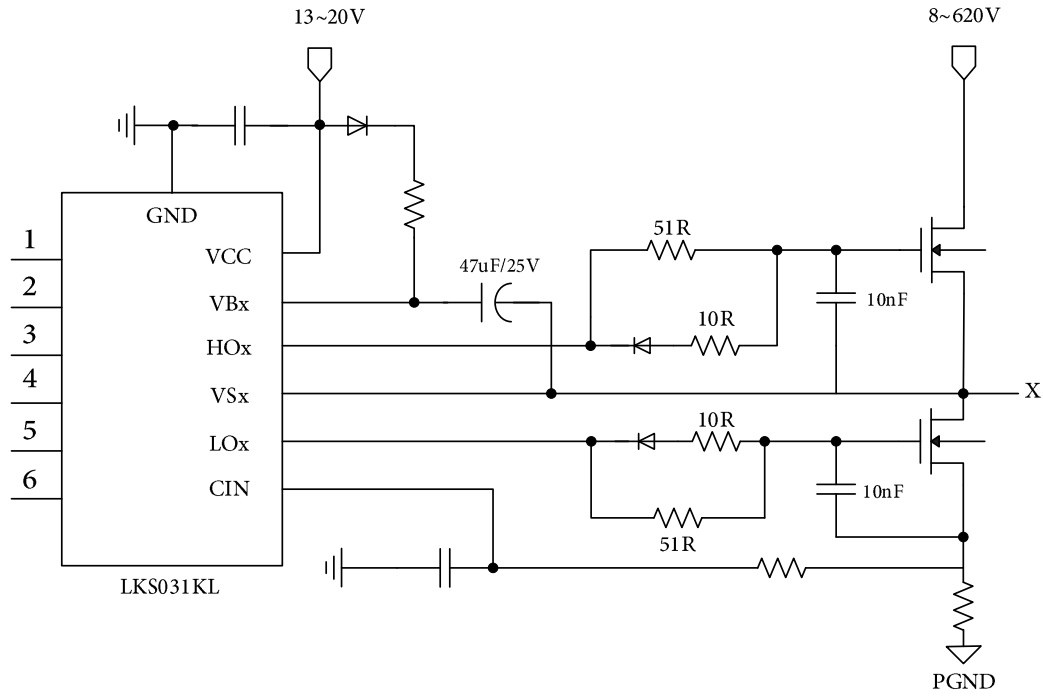 13~20V
8~620V
GND
1
VCC
51R
2
47uF/25V
VBx
10nF
3
HOx
10R
4
VSx
X
5
LOx
10R
6
CIN
10nF
51R
LKS031KL
PGND